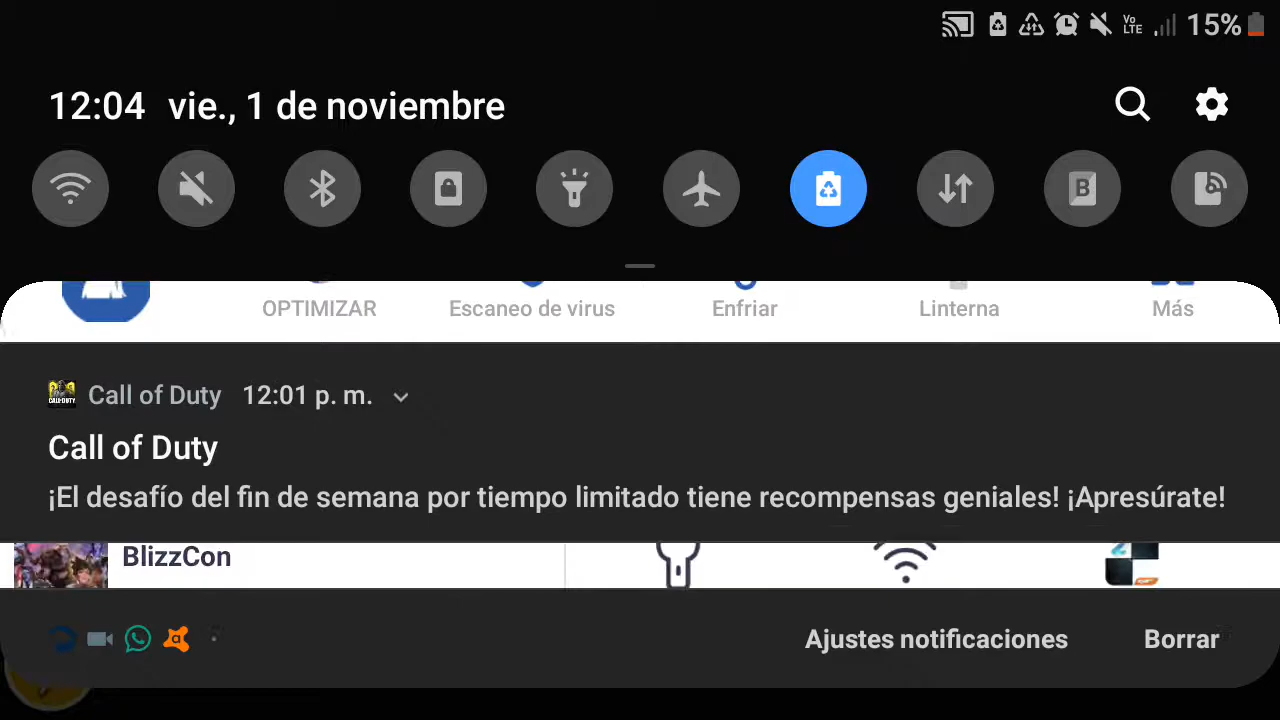 Vo
LTE
15%
12:04 vie., 1 de noviembre
B
OPTIMIZAR Escaneo de virus Enfriar Linterna Más
Call of Duty 12:01 p. m.
Call of Duty
¡El desafío del fin de semana por tiempo limitado tiene recompensas geniales! ¡Apresúrate!
BlizzCon
Ajustes notificaciones Borrar